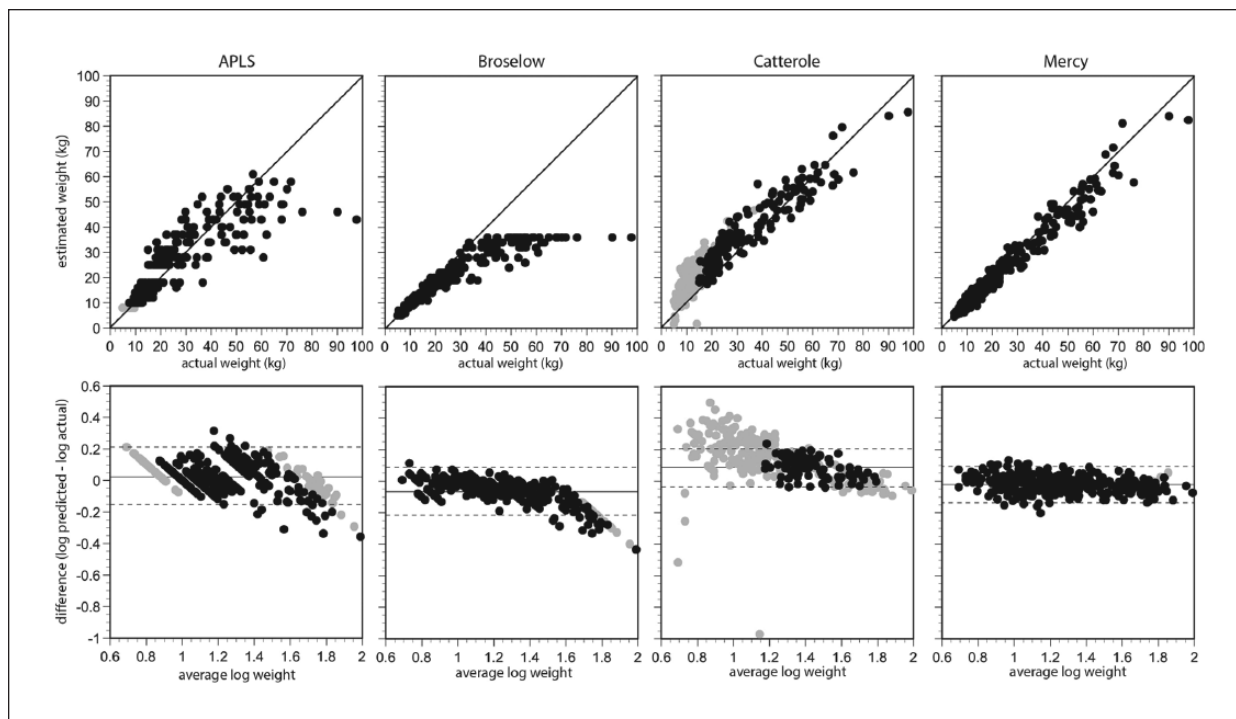 APLS Broselow Catterole Mercy
estimated weight (kg)
100
90
80
70
60
50
40
30
20
10
0
0 10 20 30 40 50 60 70 80 90 100
0 10 20 30 40 50 60 70 80 90 100
0 10 20 30 40 50 60 70 80 90 100
0 10 20 30 40 50 60 70 80 90 100
actual weight (kg) actual weight (kg) actual weight (kg) actual weight (kg)
difference (log predicted - log actual)
0.6
0.4
0.2
0
-0.2
-0.4
-0.6
-0.8
-1
0.6 0.8 1 1.2 1.4 1.6 1.8 2
0.6 0.8 1 1.2 1.4 1.6 1.8 2
0.6 0.8 1 1.2 1.4 1.6 1.8 2
0.6 0.8 1 1.2 1.4 1.6 1.8 2
average log weight average log weight average log weight average log weight